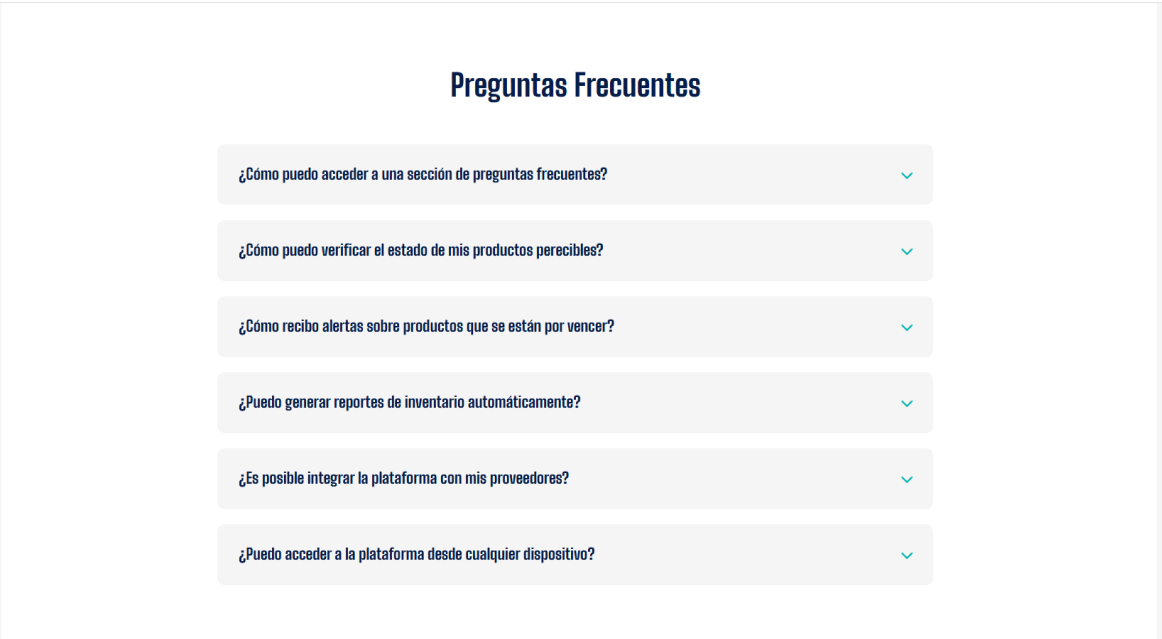 Preguntas Frecuentes
¿Cómo puedo acceder a una sección de preguntas frecuentes?
¿Cómo puedo verificar el estado de mis productos perecibles?
¿Cómo recibo alertas sobre productos que se están por vencer?
¿Puedo generar reportes de inventario automáticamente?
¿Es posible integrar la plataforma con mis proveedores?
¿Puedo acceder a la plataforma desde cualquier dispositivo?